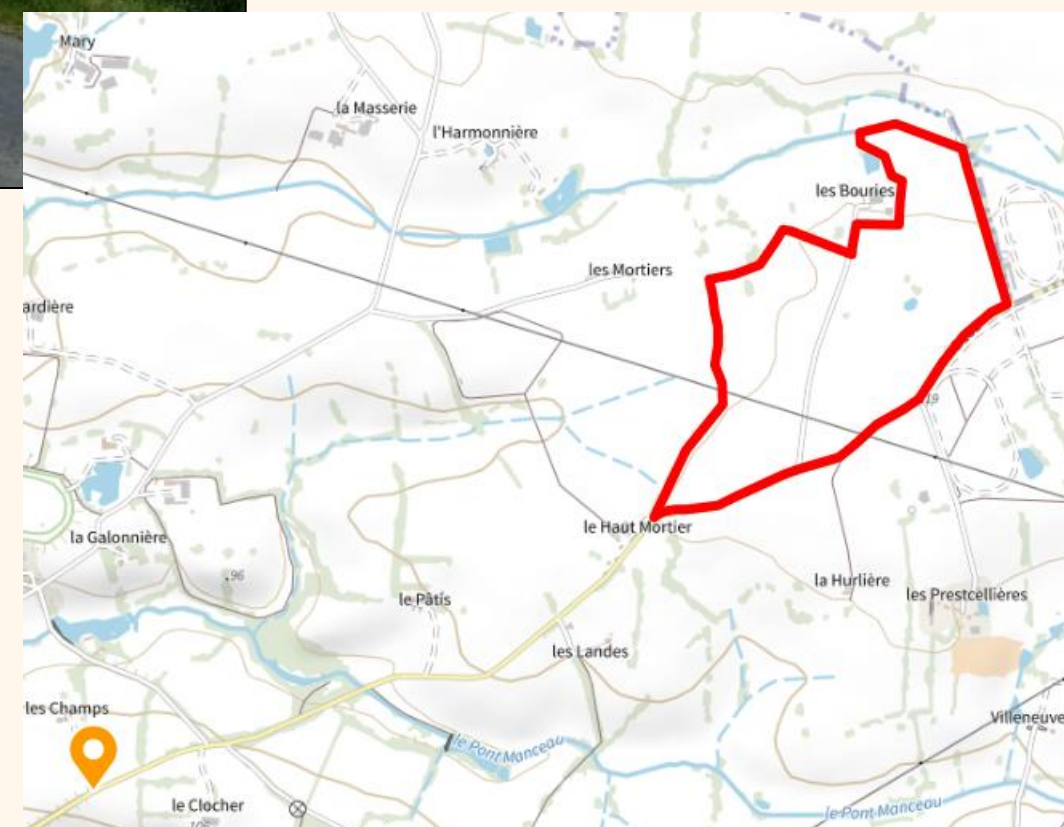 Mary
la Masserie
l'Harmonnière
les Bouries
les Mortiers
ardière
19
le Haut Mortier
la Galonnière
96
la Hurlière
les Prestcellières
le Pâtis
les Landes
les Champs
Villeneuve
le Pont Manceau
le Clocher
le Pont Manceau